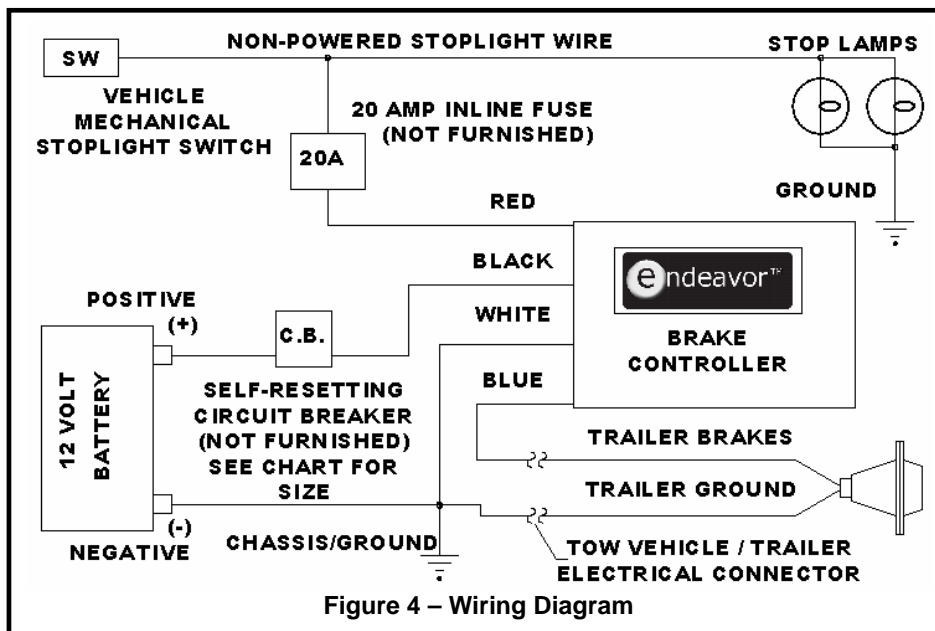 NON-POWERED STOPLIGHT WIRE
STOP LAMPS
SW
VEHICLE
MECHANICAL
STOPLIGHT SWITCH
20 AMP INLINE FUSE
(NOT FURNISHED)
20A
GROUND
RED
BLACK
WHITE
BLUE
endeavor™
BRAKE
CONTROLLER
POSITIVE
(+)
C.B.
12 VOLT
BATTERY
SELF-RESETTING
CIRCUIT BREAKER
(NOT FURNISHED)
SEE CHART FOR
SIZE
TRAILER BRAKES
TRAILER GROUND
(-)
NEGATIVE
CHASSIS/GROUND
TOW VEHICLE / TRAILER
ELECTRICAL CONNECTOR
Figure 4 – Wiring Diagram